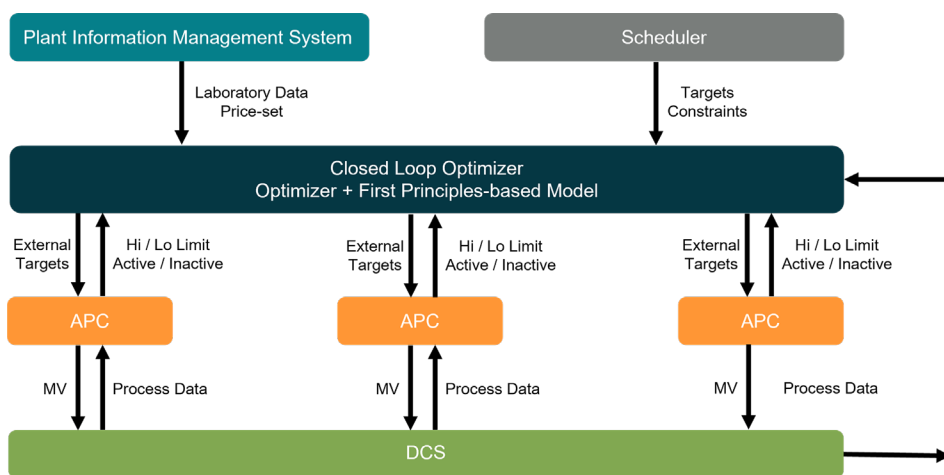 Plant Information Management System
Scheduler
Laboratory Data
Price-set
Targets
Constraints
Closed Loop Optimizer
Optimizer + First Principles-based Model
External
Targets
Hi / Lo Limit
Active / Inactive
External
Targets
Hi / Lo Limit
Active / Inactive
External
Targets
Hi / Lo Limit
Active / Inactive
APC
APC
APC
MV
Process Data
MV
Process Data
MV
Process Data
DCS